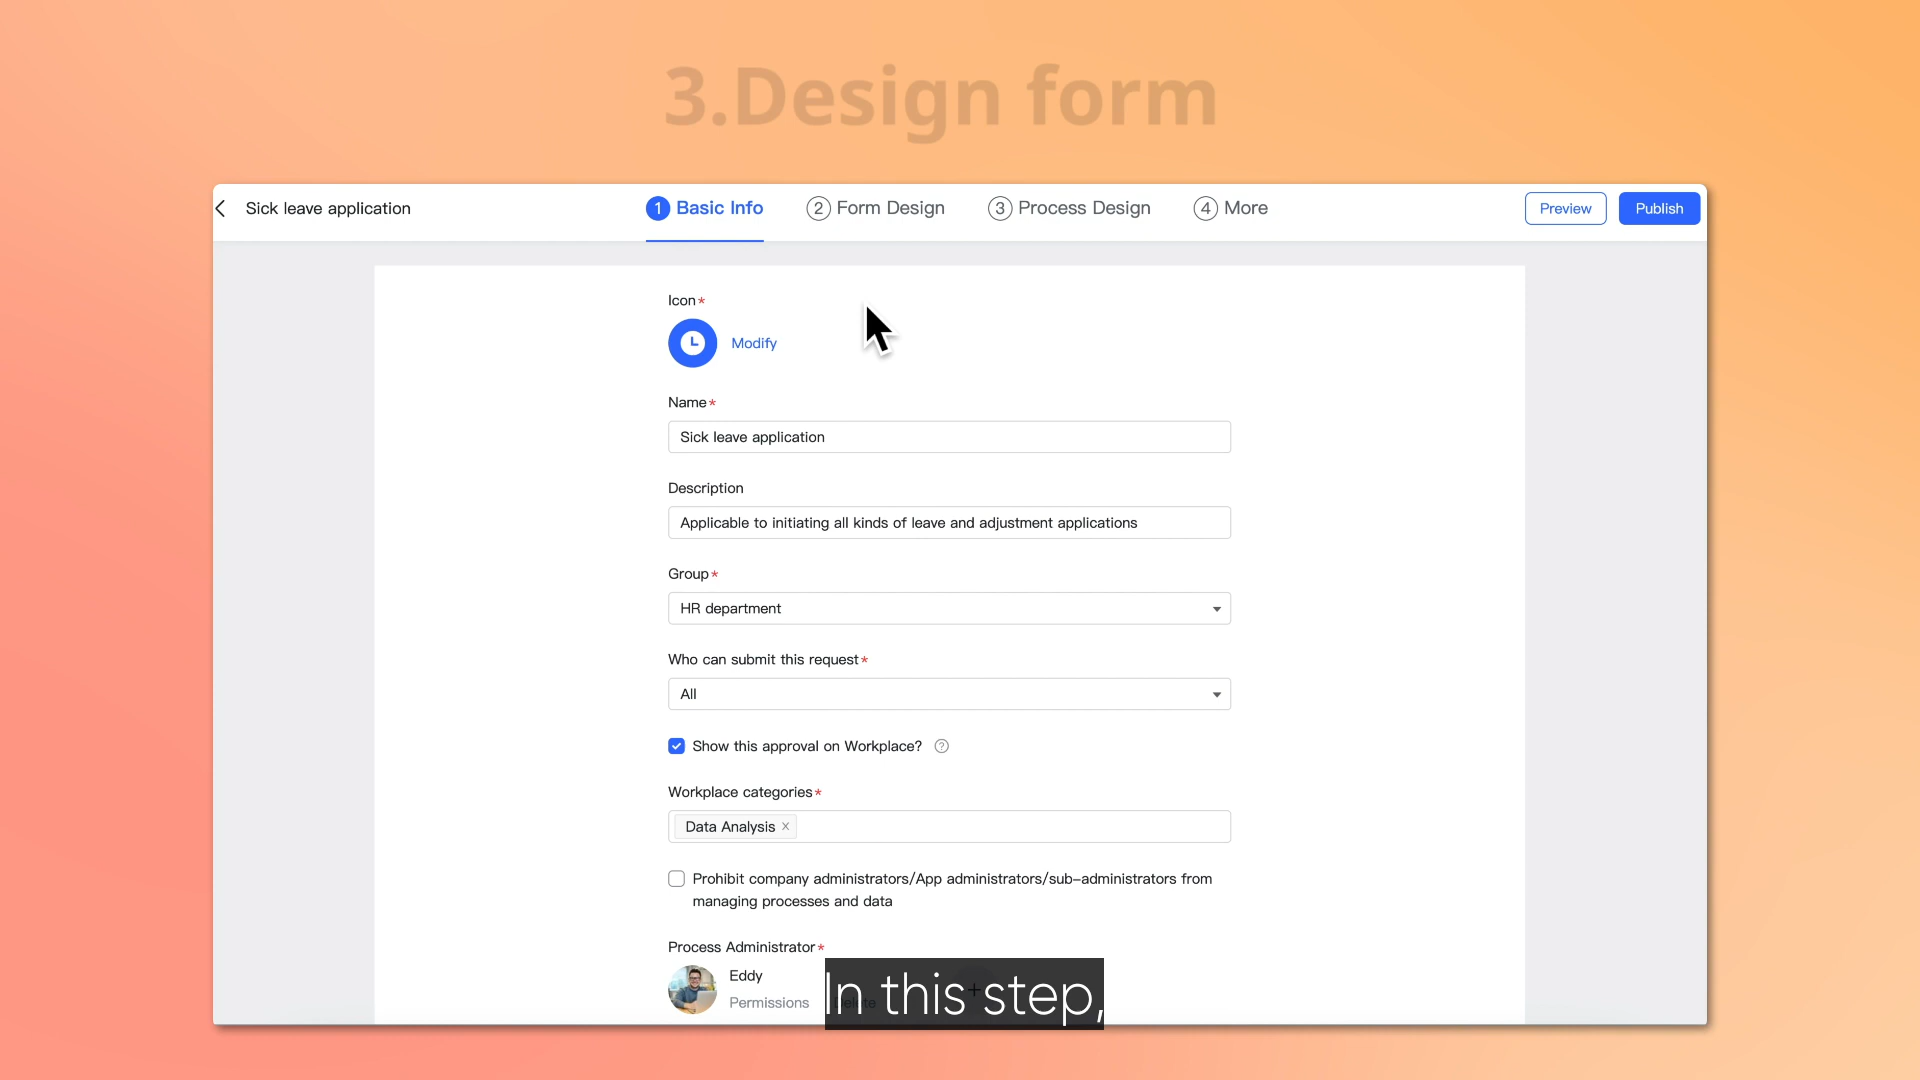 3.Design form
Sick leave application
1 Basic Info
2 Form Design
3 Process Design
4 More
Preview
Publish
Icon*
Modify
Name*
Sick leave application
Description
Applicable to initiating all kinds of leave and adjustment applications
Group*
HR department
Who can submit this request*
All
Show this approval on Workplace? ?
Workplace categories*
Data Analysis ×
Prohibit company administrators/App administrators/sub-administrators from
managing processes and data
Process Administrator*
Eddy
Permissions
In this step,